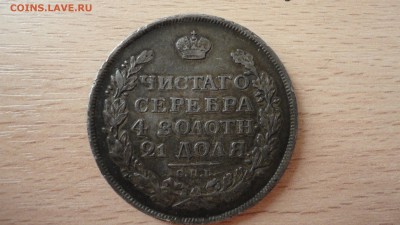 COINS.LAVE.RU
ЧИСТАГО
СЕРЕБРА
4 ЗОЛОТН.
21 ДОЛЯ.
С.П.Б.